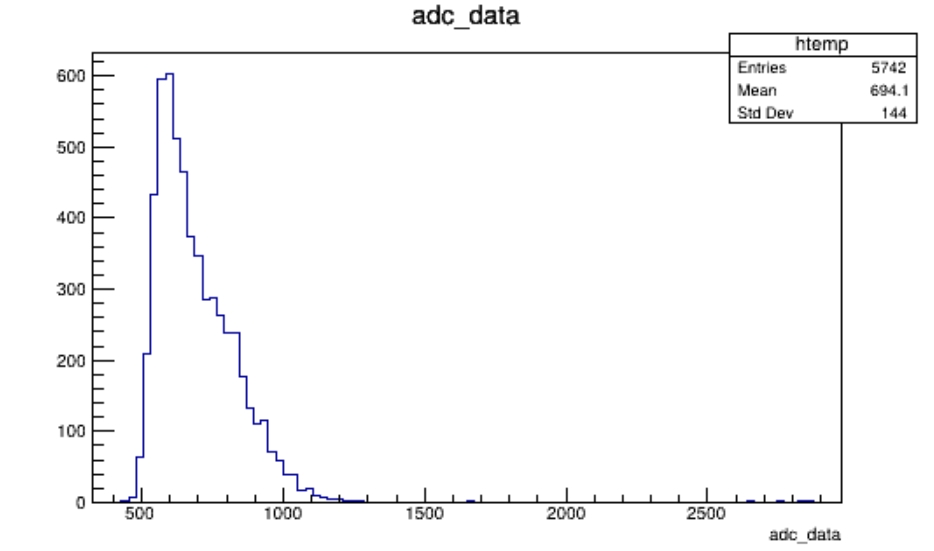 adc_data
htemp
Entries 5742
Mean 694.1
Std Dev 144
600
500
400
300
200
100
0
500 1000 1500 2000 2500
adc_data